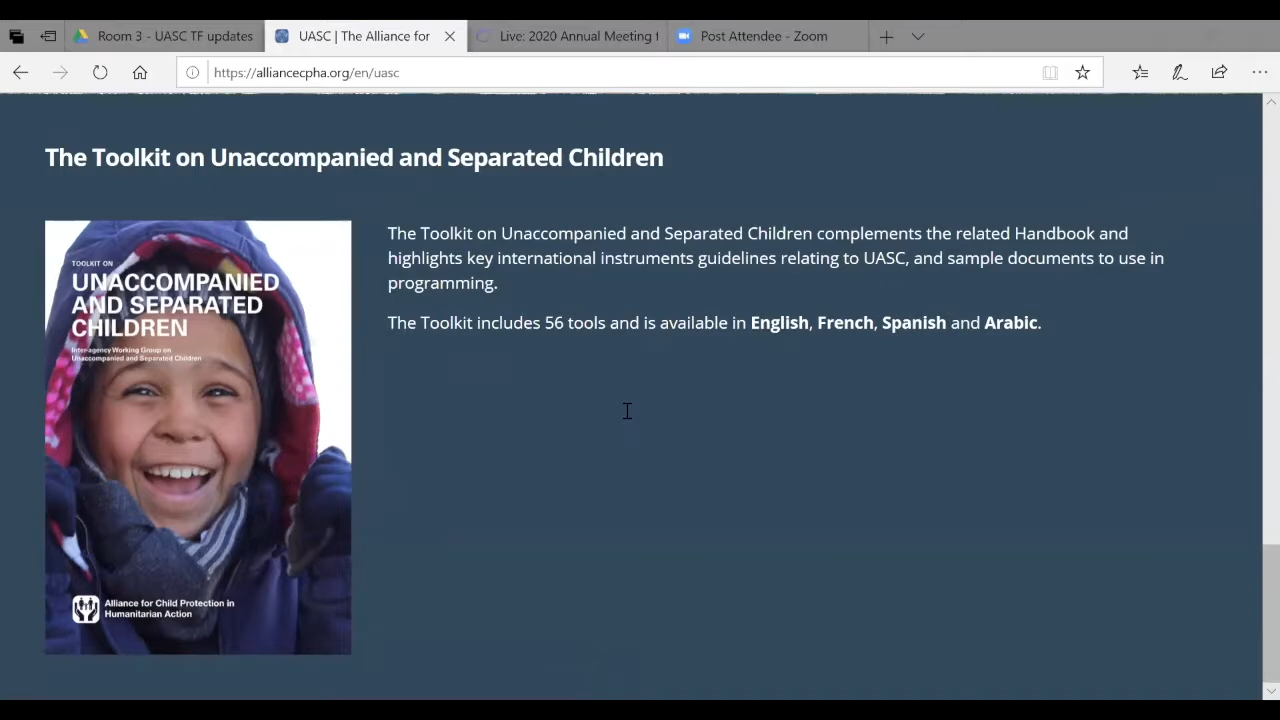 Room 3 - UASC TF updates
UASC | The Alliance for
Live: 2020 Annual Meeting t
Post Attendee - Zoom
https://alliancecpha.org/en/uasc
The Toolkit on Unaccompanied and Separated Children
TOOLKIT ON
UNACCOMPANIED
AND SEPARATED
CHILDREN
Inter-agency Working Group on
Unaccompanied and Separated Children
Alliance for Child Protection in
Humanitarian Action
The Toolkit on Unaccompanied and Separated Children complements the related Handbook and
highlights key international instruments guidelines relating to UASC, and sample documents to use in
programming.
The Toolkit includes 56 tools and is available in English, French, Spanish and Arabic.